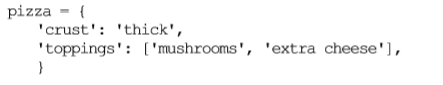 pizza = {
    'crust': 'thick',
    'toppings': ['mushrooms', 'extra cheese'],
    }